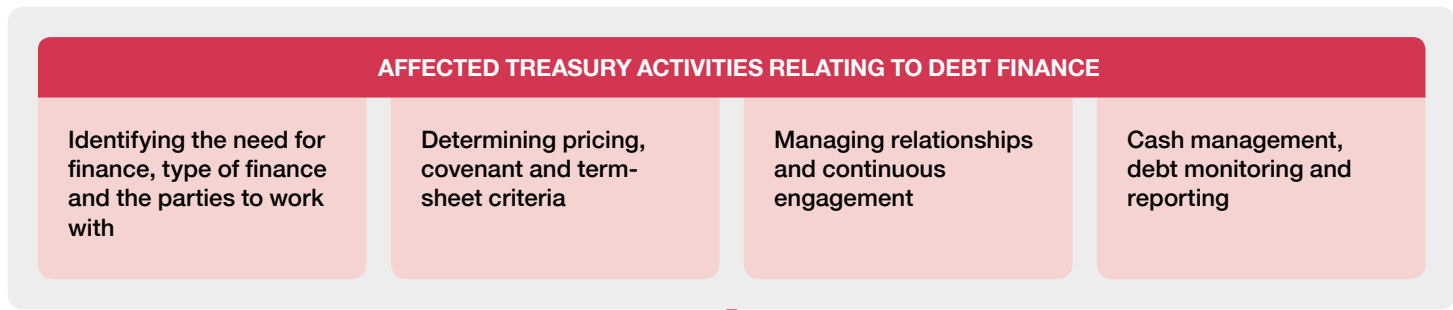 AFFECTED TREASURY ACTIVITIES RELATING TO DEBT FINANCE
Identifying the need for
finance, type of finance
and the parties to work
with
Determining pricing,
covenant and term-
sheet criteria
Managing relationships
and continuous
engagement
Cash management,
debt monitoring and
reporting